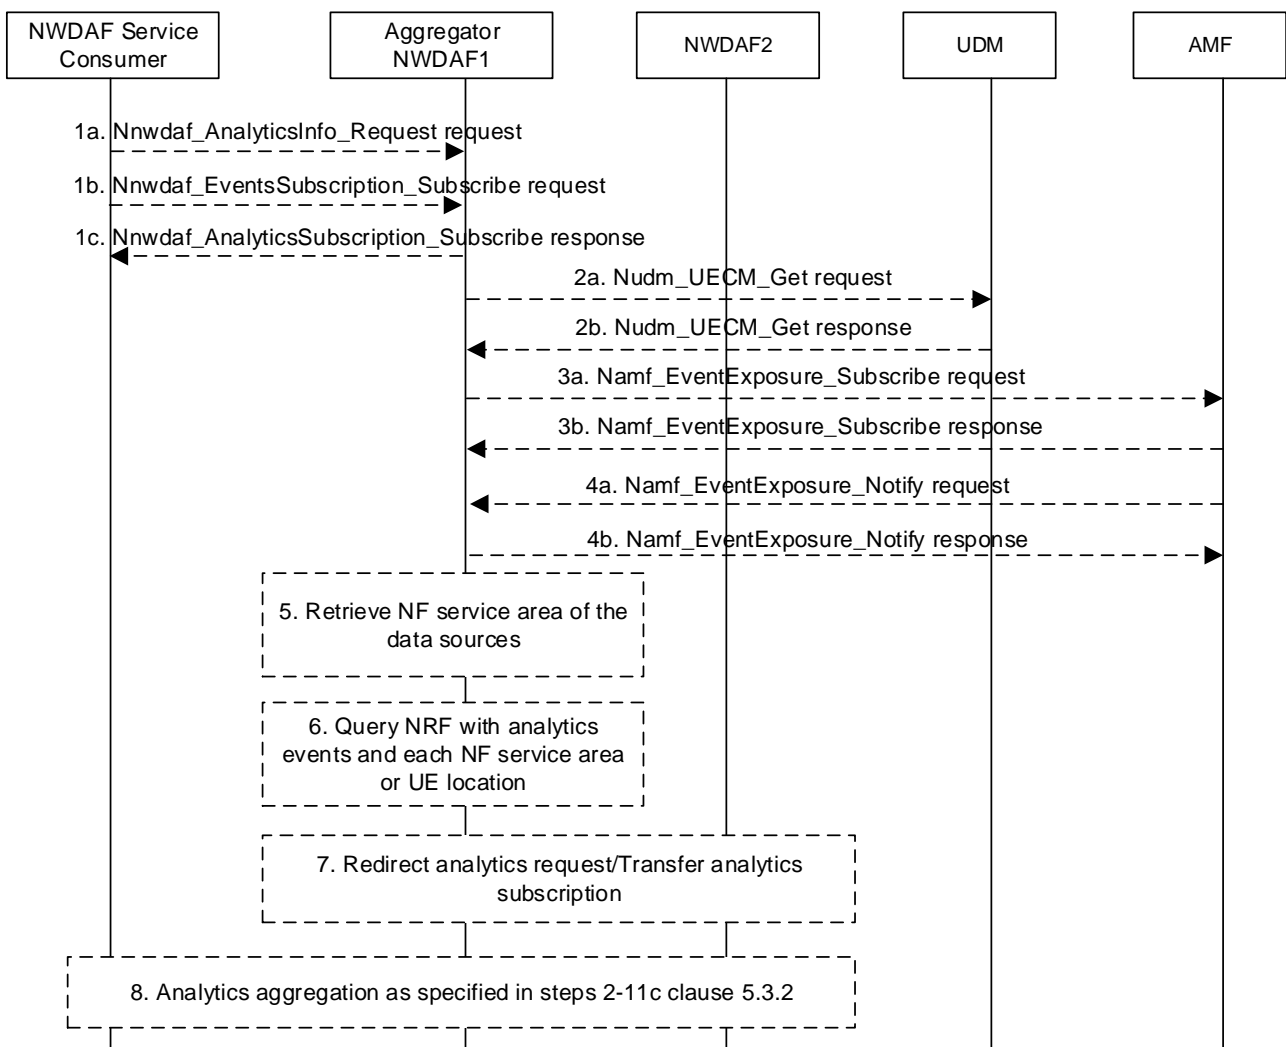 NWDAF Service
Consumer
Aggregator
NWDAF1
NWDAF2
UDM
AMF
1a. Nnwdaf_AnalyticsInfo_Request request
1b. Nnwdaf_EventsSubscription_Subscribe request
1c. Nnwdaf_AnalyticsSubscription_Subscribe response
2a. Nudm_UECM_Get request
2b. Nudm_UECM_Get response
3a. Namf_EventExposure_Subscribe request
3b. Namf_EventExposure_Subscribe response
4a. Namf_EventExposure_Notify request
4b. Namf_EventExposure_Notify response
5. Retrieve NF service area of the
data sources
6. Query NRF with analytics
events and each NF service area
or UE location
7. Redirect analytics request/Transfer analytics
subscription
8. Analytics aggregation as specified in steps 2-11c clause 5.3.2